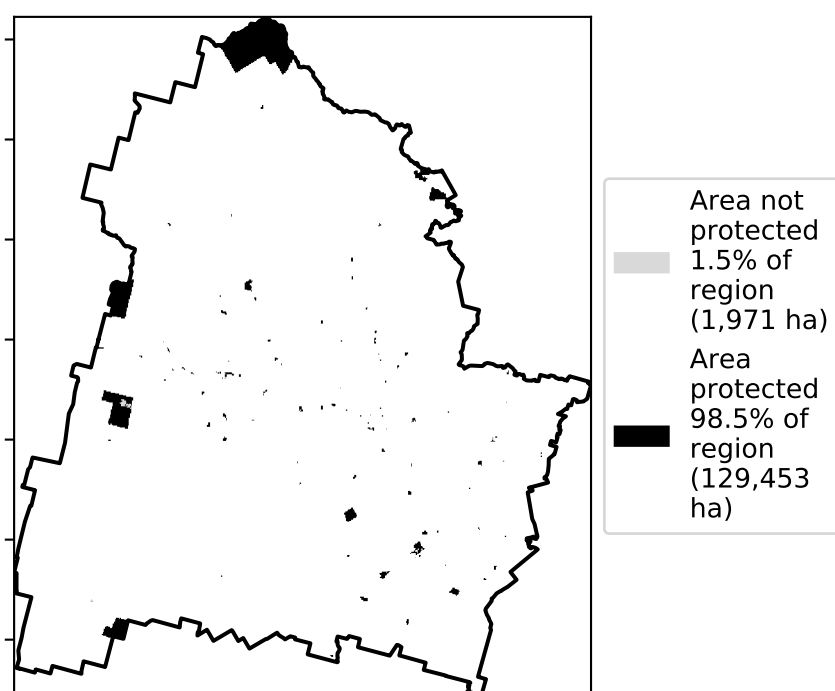 Area not
protected
1.5% of
region
(1,971 ha)
Area
protected
98.5% of
region
(129,453
ha)